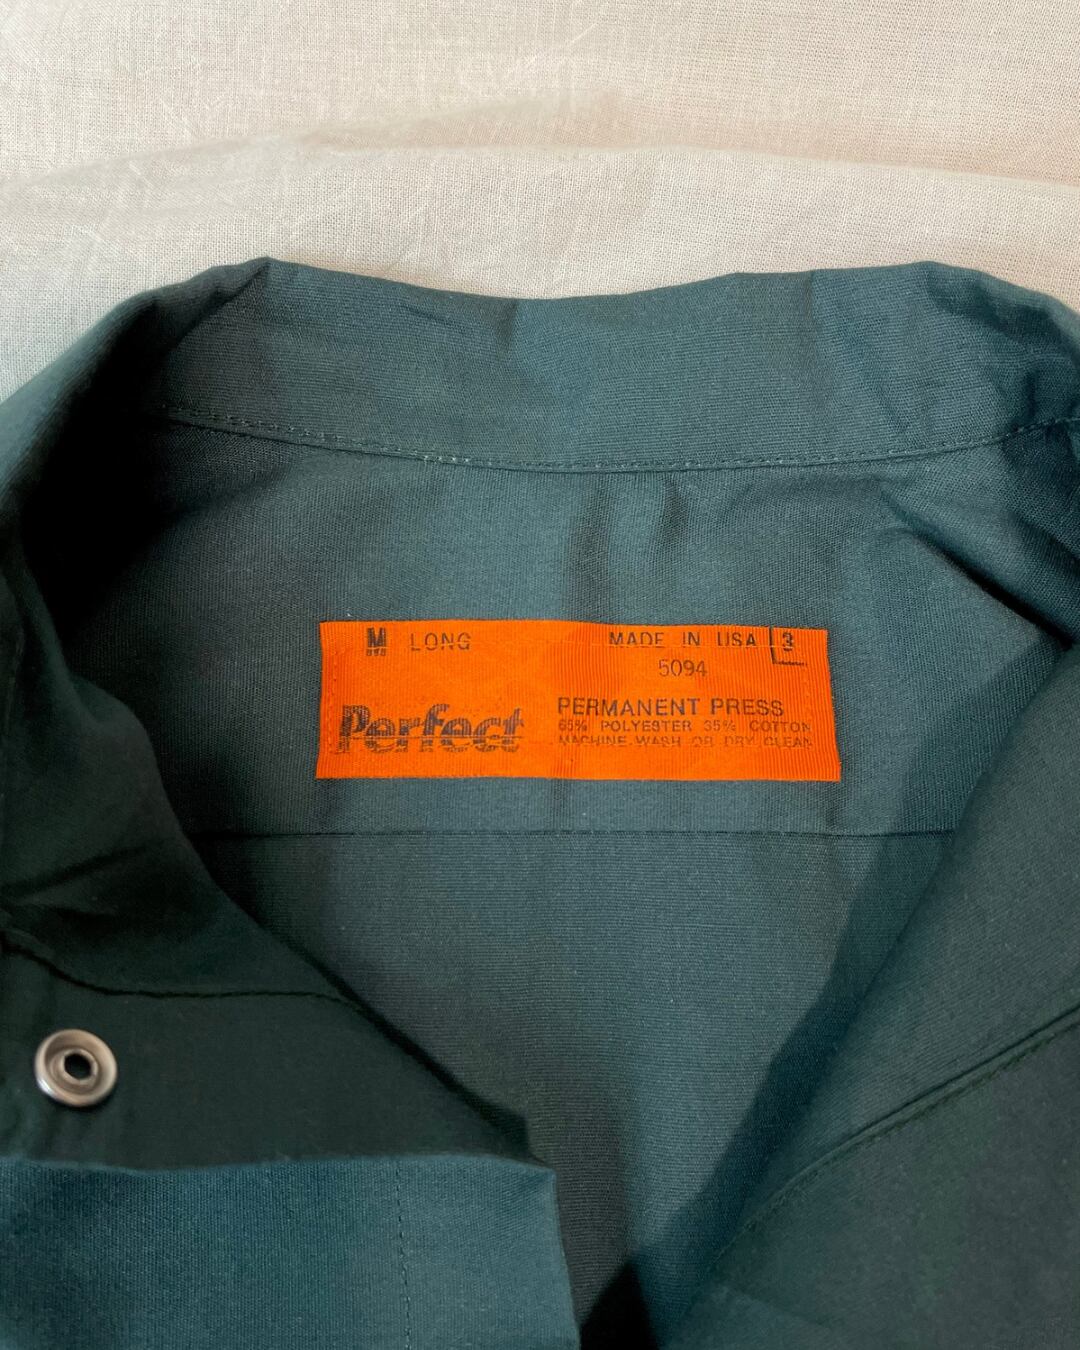 M LONG MADE IN USA 3
5094
Perfect
PERMANENT PRESS
65% POLYESTER 35% COTTON
MACHINE WASH OR DRY CLEAN